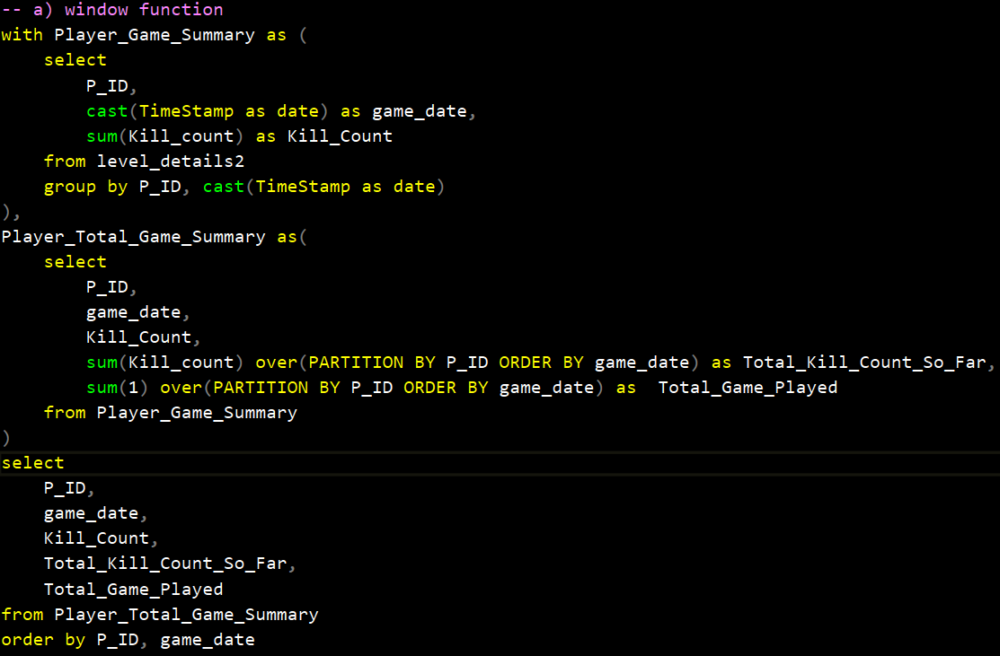 -- a) window function
with Player_Game_Summary as (
    select
        P_ID,
        cast(TimeStamp as date) as game_date,
        sum(Kill_count) as Kill_Count
    from level_details2
    group by P_ID, cast(TimeStamp as date)
),
Player_Total_Game_Summary as(
    select
        P_ID,
        game_date,
        Kill_Count,
        sum(Kill_count) over(PARTITION BY P_ID ORDER BY game_date) as Total_Kill_Count_So_Far,
        sum(1) over(PARTITION BY P_ID ORDER BY game_date) as  Total_Game_Played
    from Player_Game_Summary
)
select
    P_ID,
    game_date,
    Kill_Count,
    Total_Kill_Count_So_Far,
    Total_Game_Played
from Player_Total_Game_Summary
order by P_ID, game_date